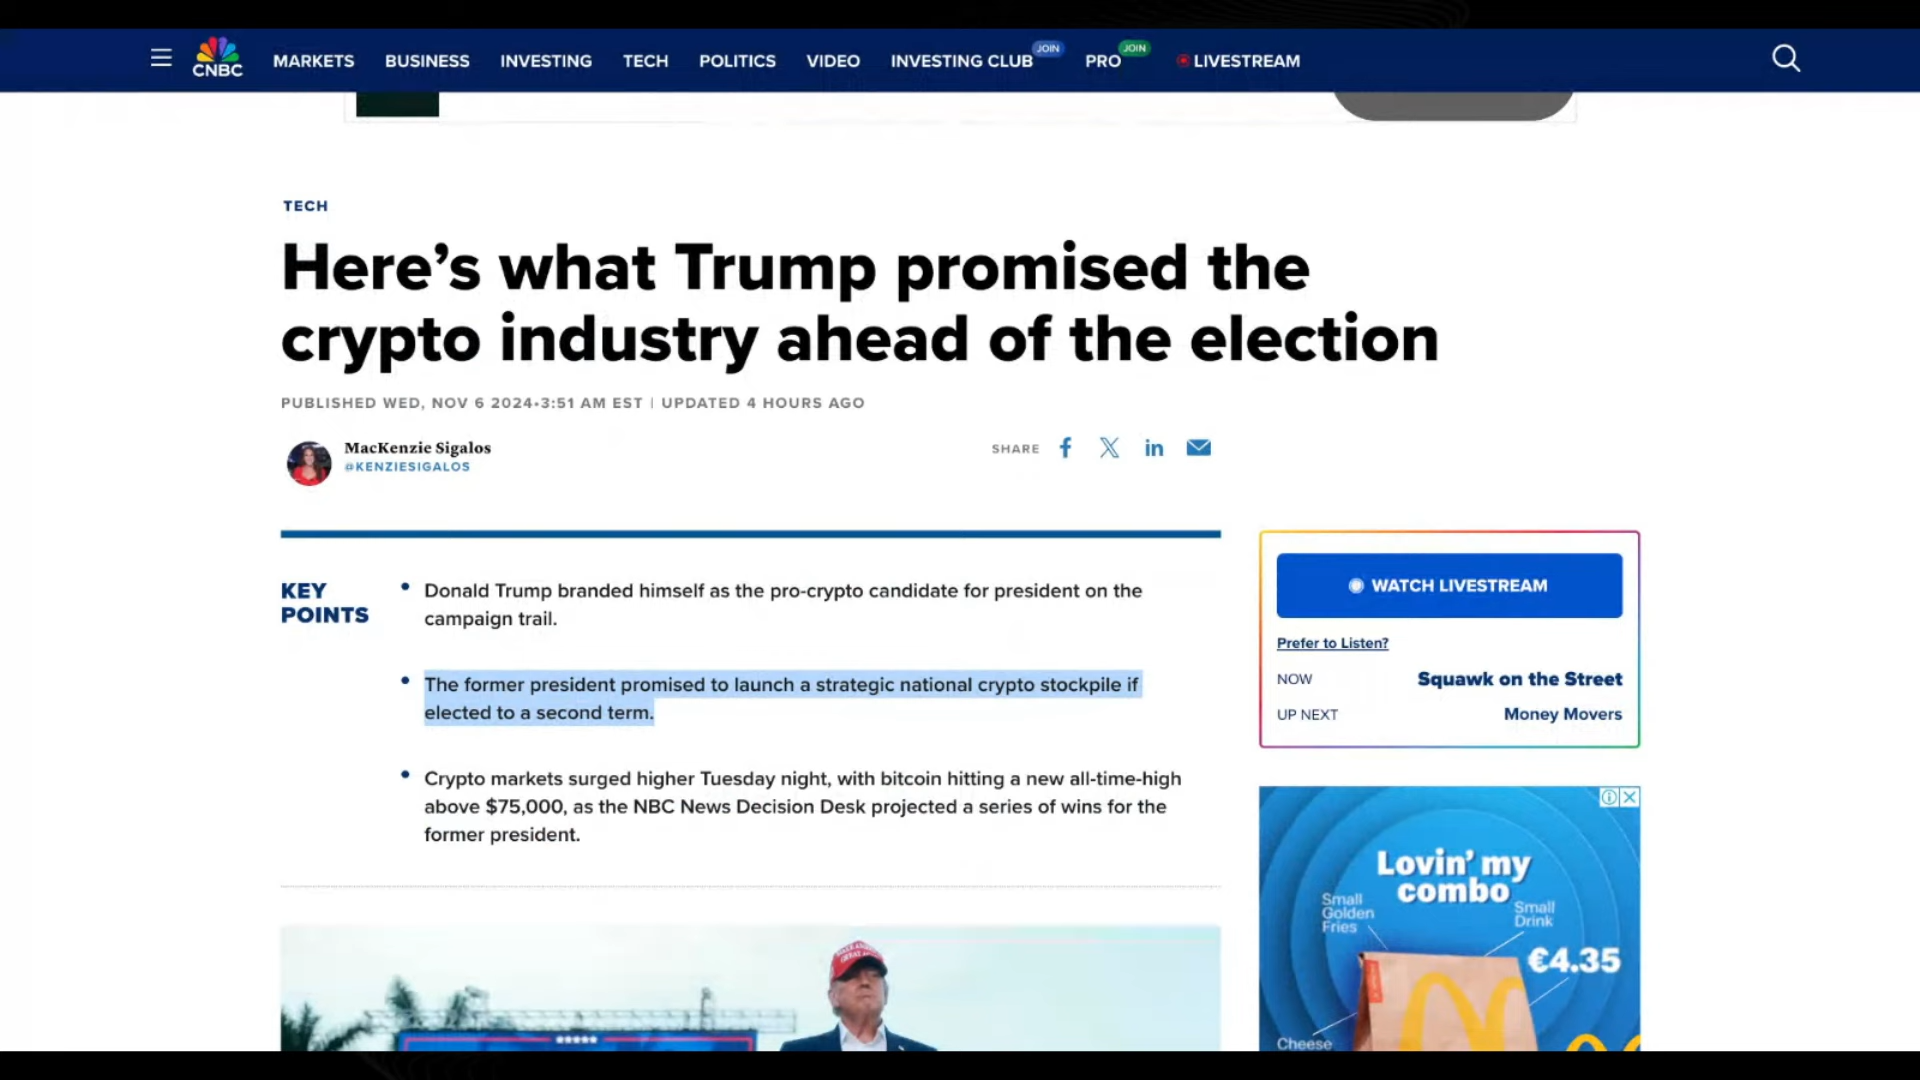 CNBC
MARKETS
BUSINESS
INVESTING
TECH
POLITICS
VIDEO
INVESTING CLUB
JOIN
PRO
JOIN
LIVESTREAM
TECH
Here’s what Trump promised the
crypto industry ahead of the election
PUBLISHED WED, NOV 6 2024•3:51 AM EST | UPDATED 4 HOURS AGO
MacKenzie Sigalos
@KENZIESIGALOS
SHARE
KEY
POINTS
• Donald Trump branded himself as the pro-crypto candidate for president on the
campaign trail.
• The former president promised to launch a strategic national crypto stockpile if
elected to a second term.
• Crypto markets surged higher Tuesday night, with bitcoin hitting a new all-time-high
above $75,000, as the NBC News Decision Desk projected a series of wins for the
former president.
WATCH LIVESTREAM
Prefer to Listen?
NOW
Squawk on the Street
UP NEXT
Money Movers
Lovin’ my
combo
Small
Golden
Fries
Small
Drink
€4.35
Cheese